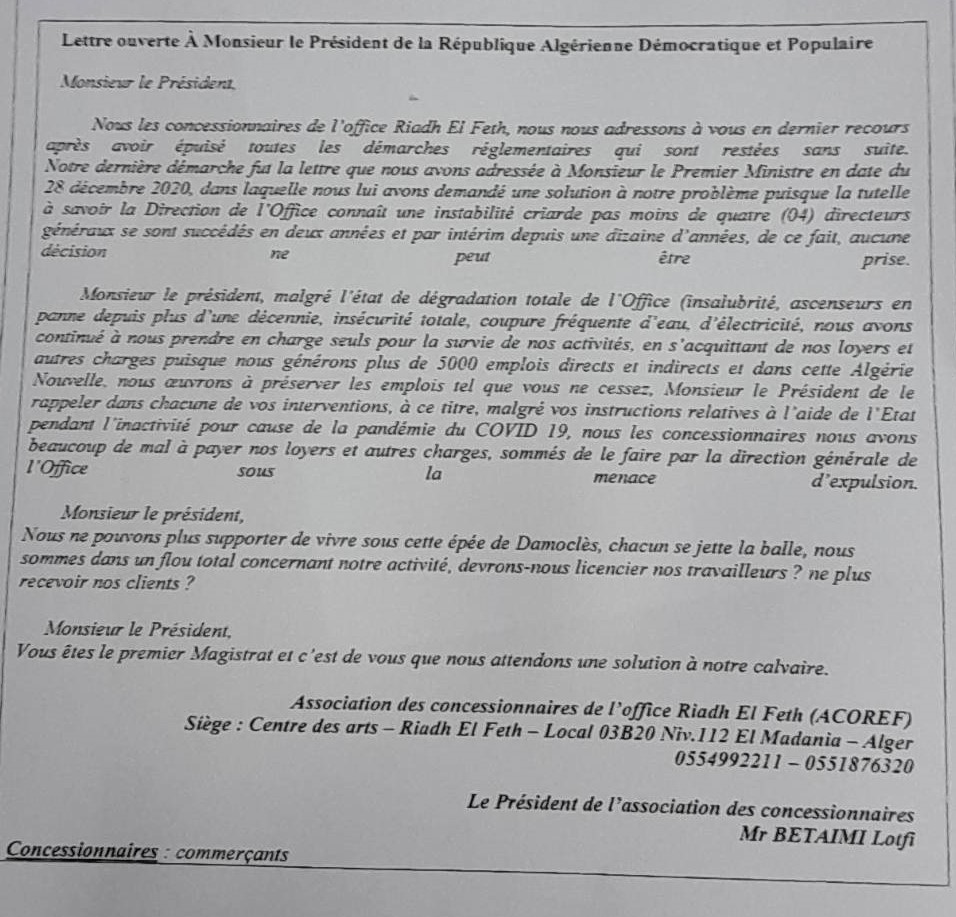 Lettre ouverte À Monsieur le Président de la République Algérienne Démocratique et Populaire
Monsieur le Président,
Nous les concessionnaires de l'office Riadh El Feth, nous nous adressons à vous en dernier recours
après avoir épuisé toutes les démarches réglementaires qui sont restées sans suite.
Notre dernière démarche fut la lettre que nous avons adressée à Monsieur le Premier Ministre en date du
28 décembre 2020, dans laquelle nous lui avons demandé une solution à notre problème puisque la tutelle
à savoir la Direction de l'Office connaît une instabilité criarde pas moins de quatre (04) directeurs
généraux se sont succédés en deux années et par intérim depuis une dizaine d'années, de ce fait, aucune
décision ne peut être prise.
Monsieur le président, malgré l'état de dégradation totale de l'Office (insalubrité, ascenseurs en
panne depuis plus d'une décennie, insécurité totale, coupure fréquente d'eau, d'électricité, nous avons
continué à nous prendre en charge seuls pour la survie de nos activités, en s'acquittant de nos loyers et
autres charges puisque nous générons plus de 5000 emplois directs et indirects et dans cette Algérie
Nouvelle, nous œuvrons à préserver les emplois tel que vous ne cessez, Monsieur le Président de le
rappeler dans chacune de vos interventions, à ce titre, malgré vos instructions relatives à l'aide de l'Etat
pendant l'inactivité pour cause de la pandémie du COVID 19, nous les concessionnaires nous avons
beaucoup de mal à payer nos loyers et autres charges, sommés de le faire par la direction générale de
l'Office sous la menace d'expulsion.
Monsieur le président,
Nous ne pouvons plus supporter de vivre sous cette épée de Damoclès, chacun se jette la balle, nous
sommes dans un flou total concernant notre activité, devrons-nous licencier nos travailleurs ? ne plus
recevoir nos clients ?
Monsieur le Président,
Vous êtes le premier Magistrat et c'est de vous que nous attendons une solution à notre calvaire.
Association des concessionnaires de l'office Riadh El Feth (ACOREF)
Siège : Centre des arts – Riadh El Feth – Local 03B20 Niv.112 El Madania – Alger
0554992211 – 0551876320
Le Président de l'association des concessionnaires
Mr BETAIMI Lotfi
Concessionnaires : commerçants